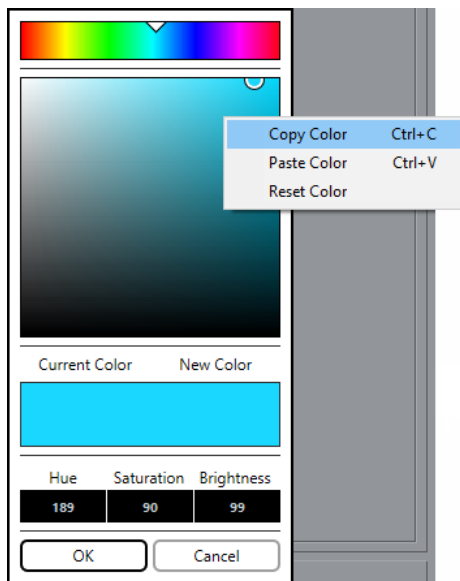 Copy Color Ctrl+C
Paste Color Ctrl+V
Reset Color
Current Color New Color
Hue Saturation Brightness
189 90 99
OK Cancel